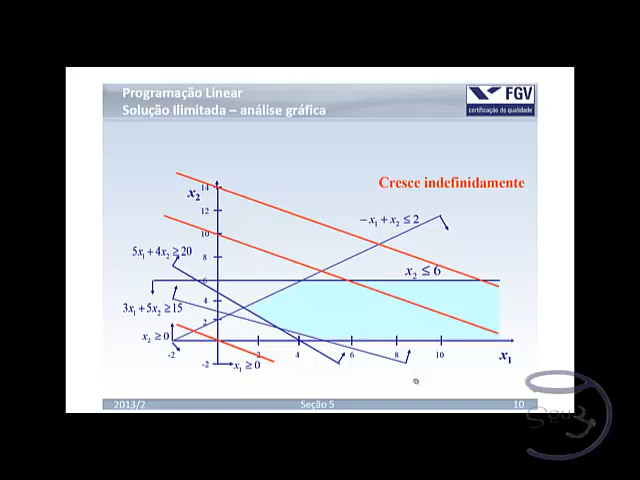 Programação Linear
Solução Ilimitada – análise gráfica
FGV
certificação de qualidade
Cresce indefinidamente
x₂
14
12
10
8
6
4
2
-2
-x₁ + x₂ ≤ 2
5x₁ + 4x₂ ≥ 20
x₂ ≤ 6
3x₁ + 5x₂ ≥ 15
x₂ ≥ 0
x₁ ≥ 0
-2
2
4
6
8
10
x₁
2013/2
Seção 5
10